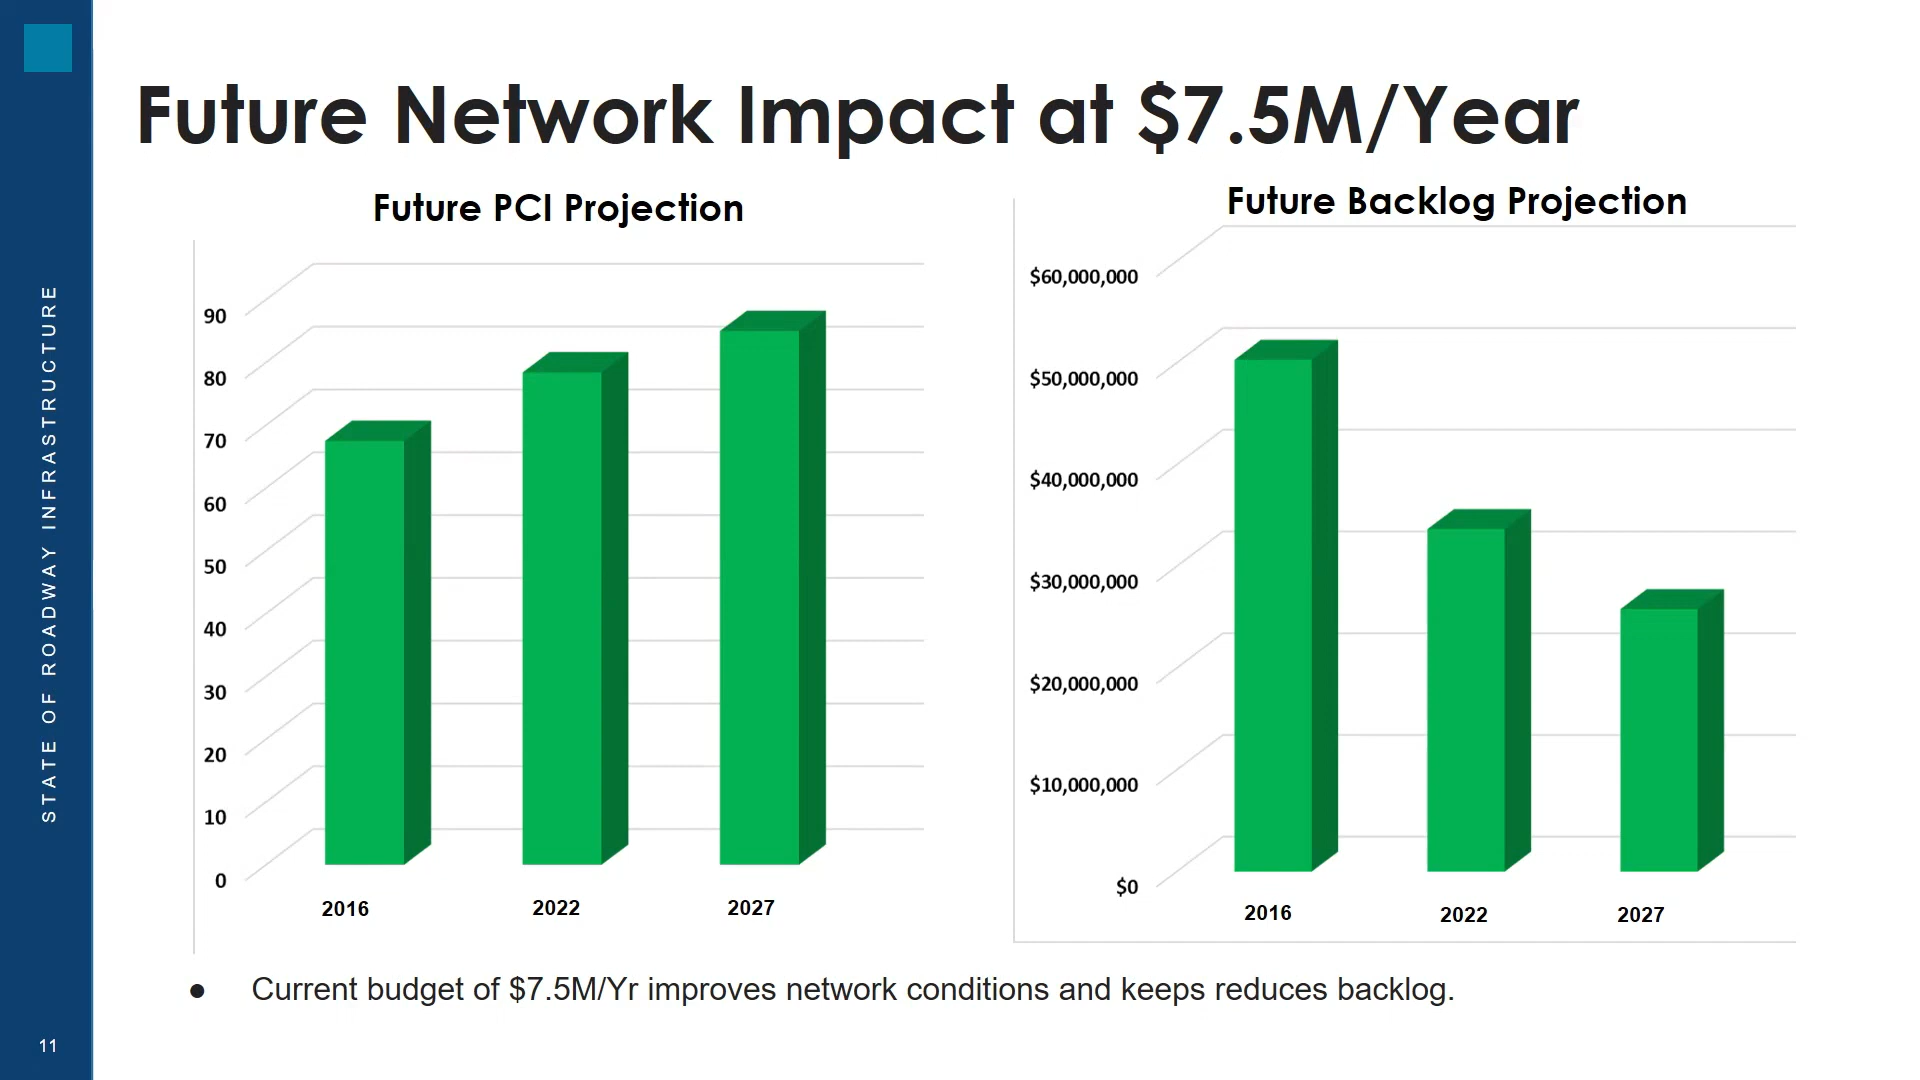 STATE OF ROADWAY INFRASTRUCTURE
11
Future Network Impact at $7.5M/Year
Future PCI Projection
90
80
70
60
50
40
30
20
10
0
2016 2022 2027
Future Backlog Projection
$60,000,000
$50,000,000
$40,000,000
$30,000,000
$20,000,000
$10,000,000
$0
2016 2022 2027
● Current budget of $7.5M/Yr improves network conditions and keeps reduces backlog.